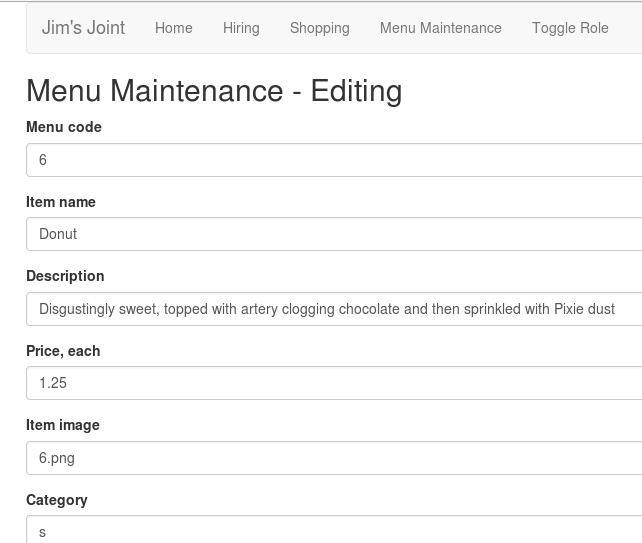 Jim's Joint Home Hiring Shopping Menu Maintenance Toggle Role
Menu Maintenance - Editing
Menu code
6
Item name
Donut
Description
Disgustingly sweet, topped with artery clogging chocolate and then sprinkled with Pixie dust
Price, each
1.25
Item image
6.png
Category
s